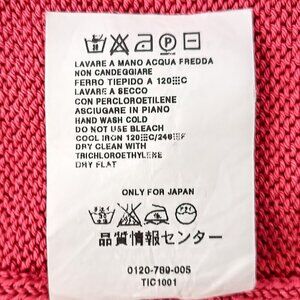 P
LAVARE A MANO ACQUA FREDDA
NON CANDEGGIARE
FERRO TIEPIDO A 120°C
LAVARE A SECCO
CON PERCLOROETILENE
ASCIUGARE IN PIANO
HAND WASH COLD
DO NOT USE BLEACH
COOL IRON 120°C/248°F
DRY CLEAN WITH
TRICHLOROETHYLENE
DRY FLAT
ONLY FOR JAPAN
品質情報センター
0120-769-005
TIC1001